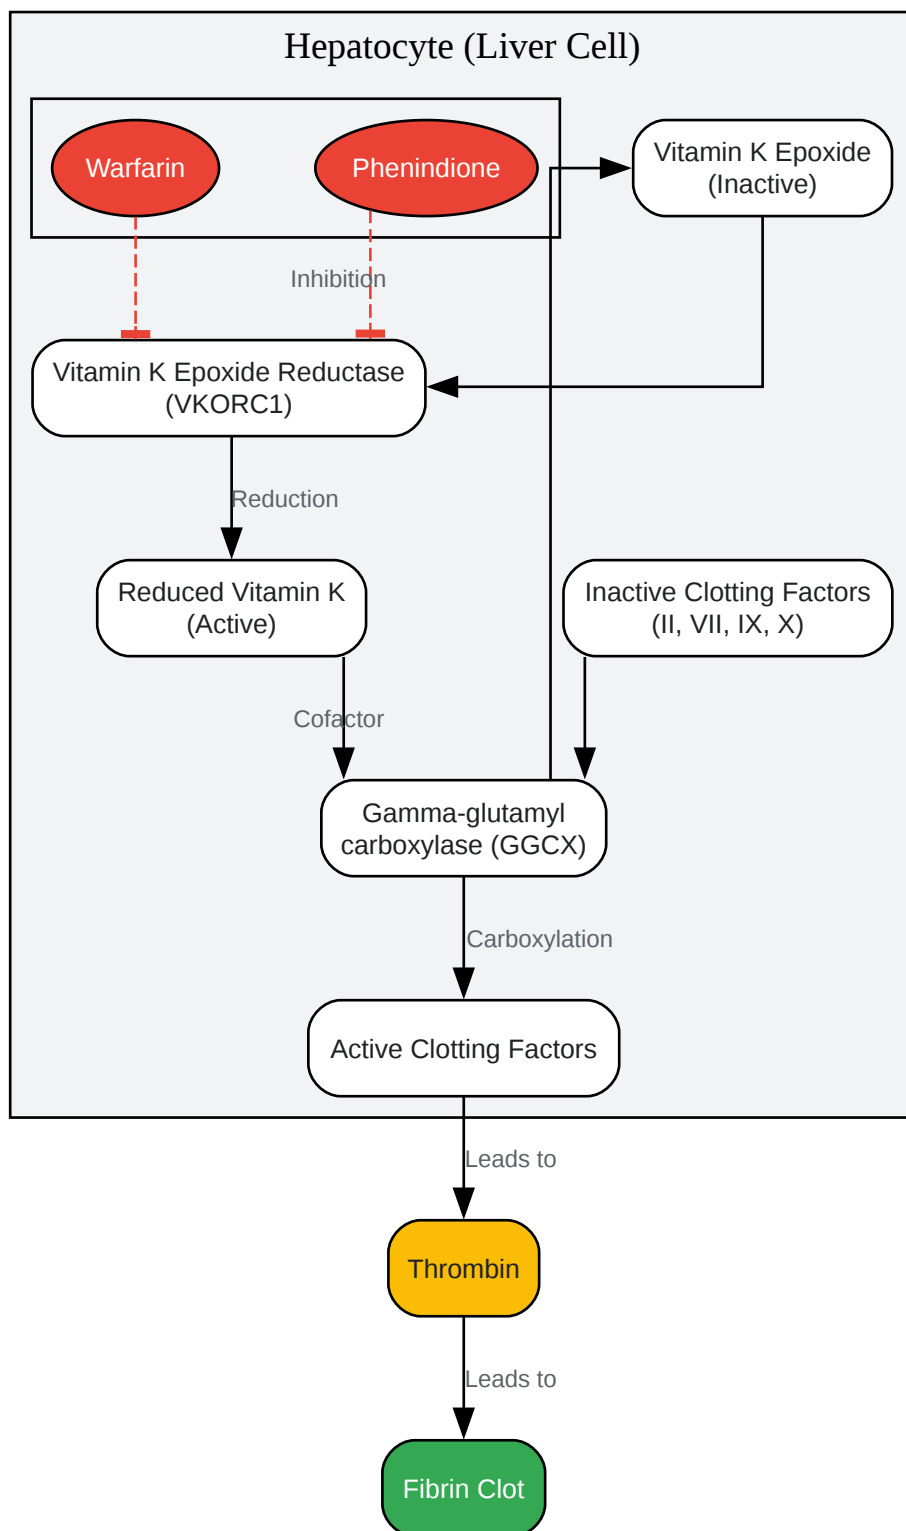 Hepatocyte (Liver Cell)
Warfarin
Phenindione
Vitamin K Epoxide
(Inactive)
Inhibition
Vitamin K Epoxide Reductase
(VKORC1)
Reduction
Reduced Vitamin K
(Active)
Inactive Clotting Factors
(II, VII, IX, X)
Cofactor
Gamma-glutamyl
carboxylase (GGCX)
Carboxylation
Active Clotting Factors
Leads to
Thrombin
Leads to
Fibrin Clot